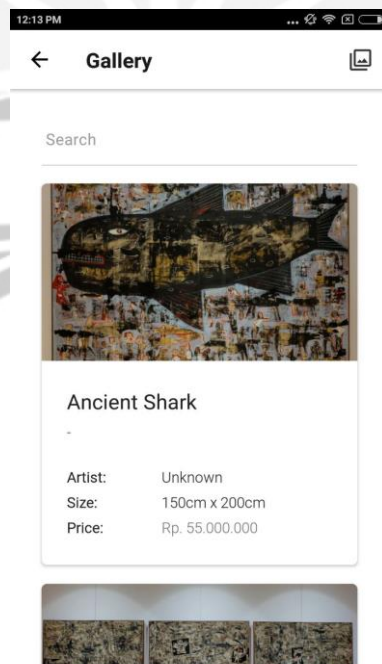 12:13 PM
...
Gallery
Search
Ancient Shark
-
Artist: Unknown
Size: 150cm x 200cm
Price: Rp. 55.000.000